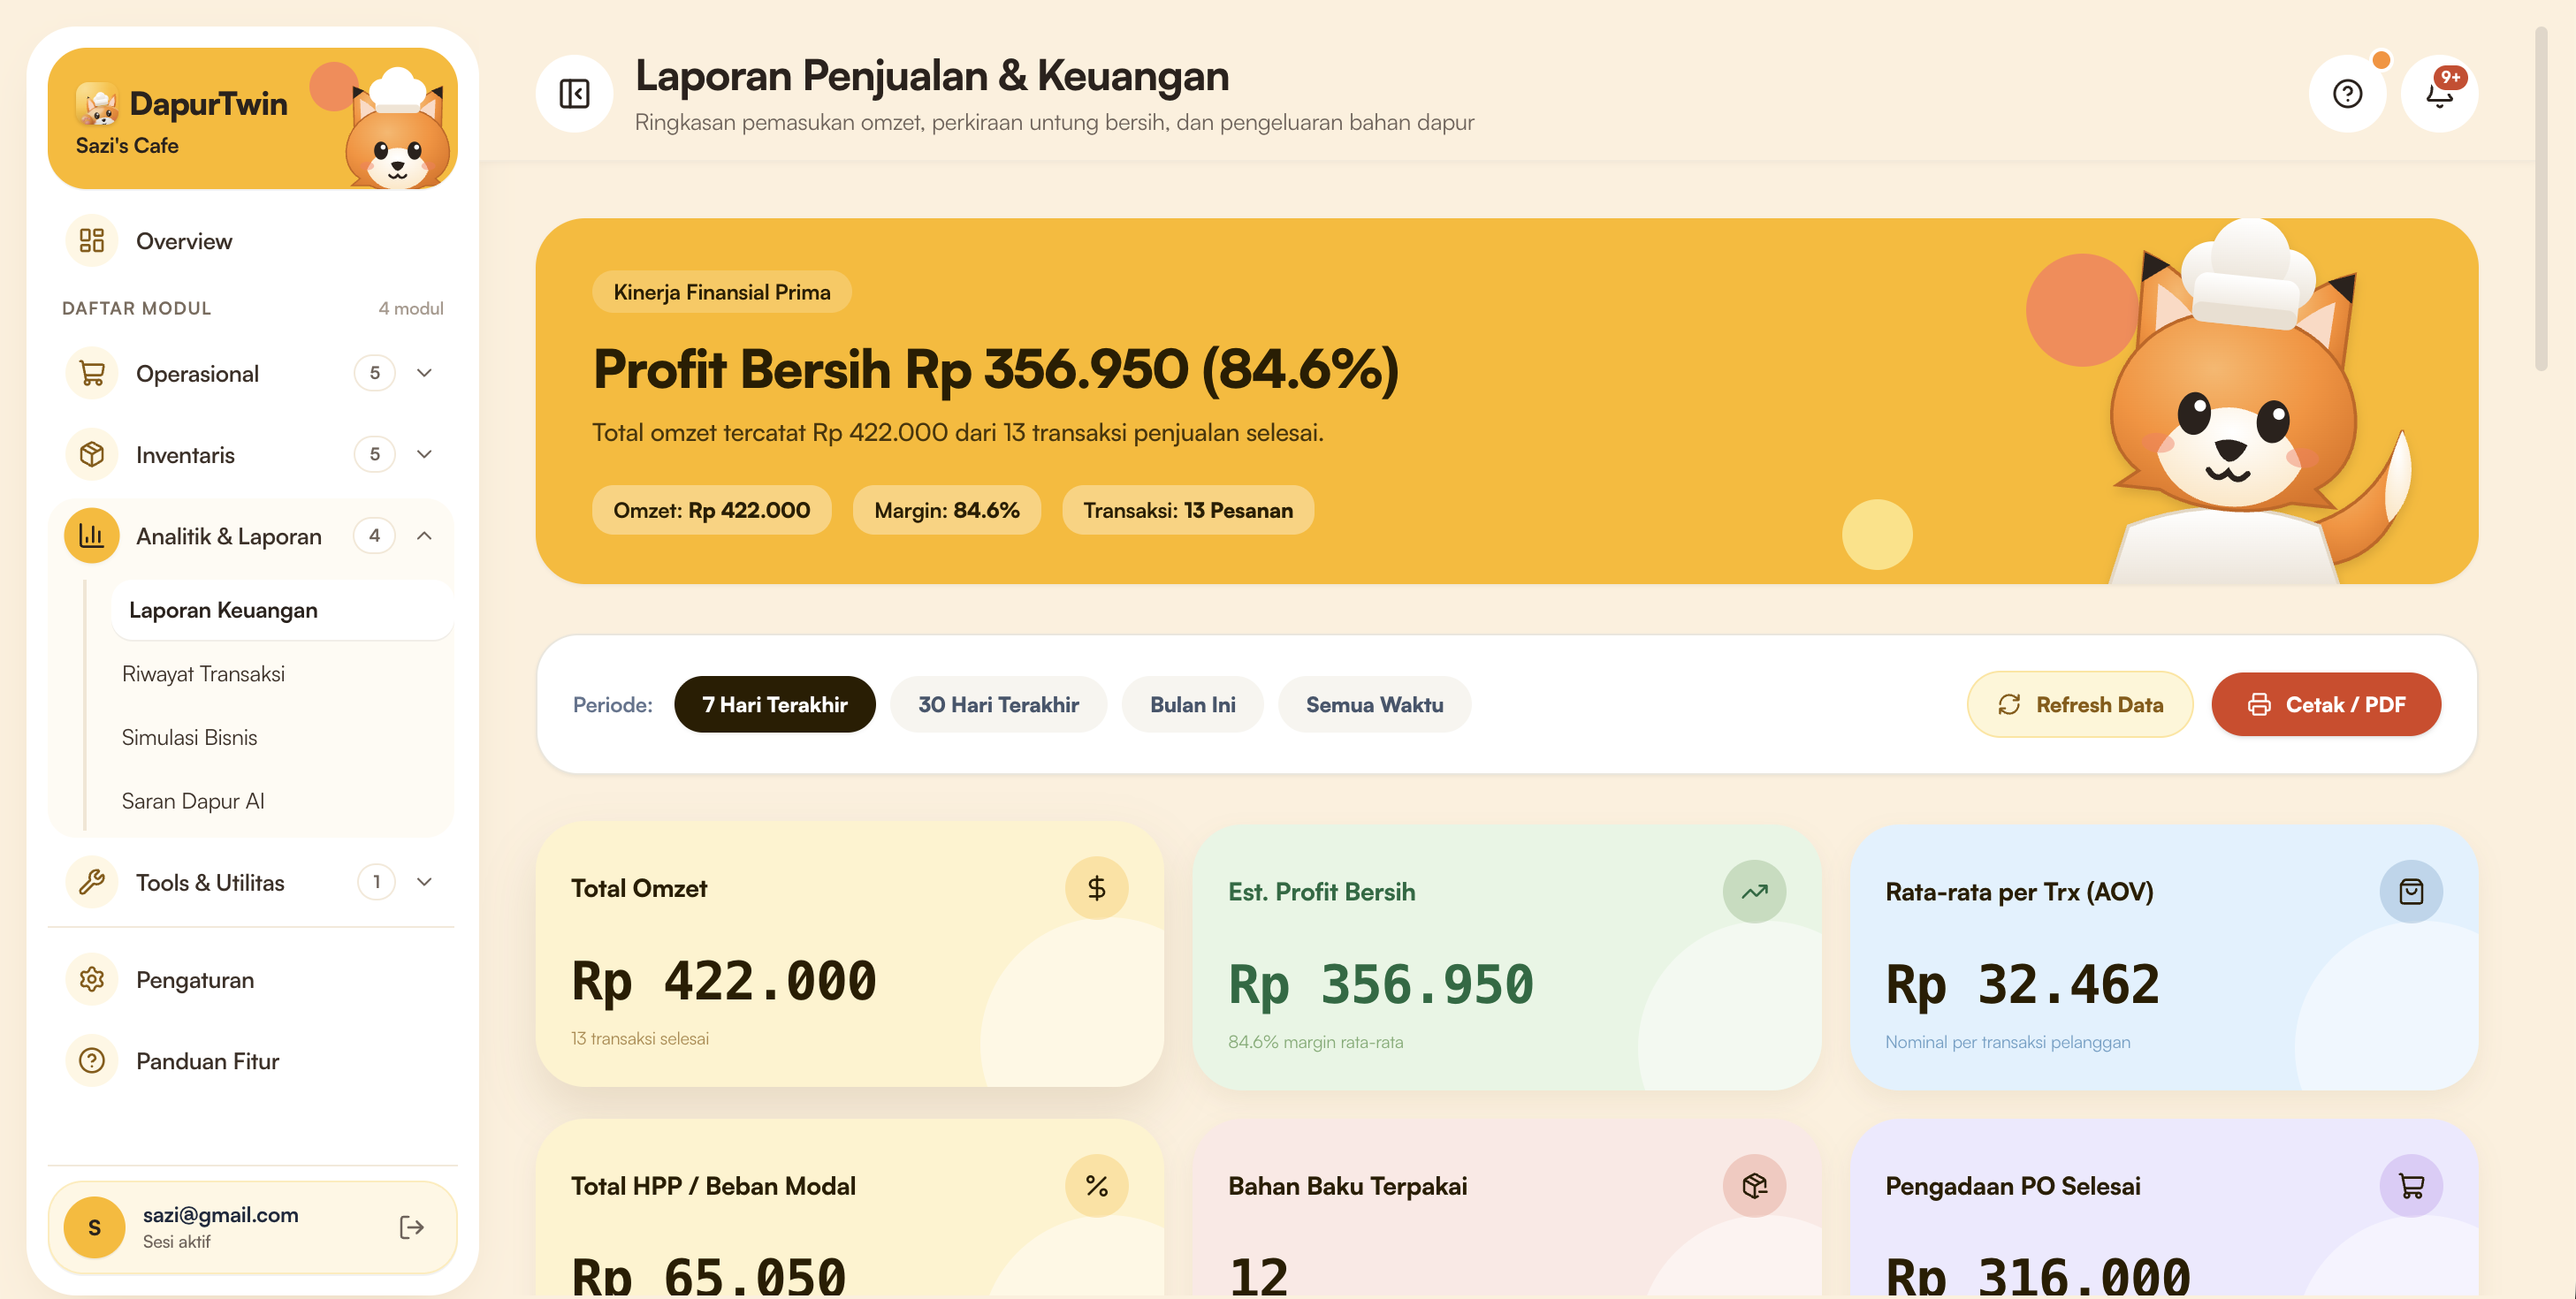 DapurTwin
Sazi's Cafe
Overview
DAFTAR MODUL 4 modul
Operasional 5
Inventaris 5
Analitik & Laporan 4
Laporan Keuangan
Riwayat Transaksi
Simulasi Bisnis
Saran Dapur AI
Tools & Utilitas 1
Pengaturan
Panduan Fitur
S
sazi@gmail.com
Sesi aktif
Laporan Penjualan & Keuangan
Ringkasan pemasukan omzet, perkiraan untung bersih, dan pengeluaran bahan dapur
9+
Kinerja Finansial Prima
Profit Bersih Rp 356.950 (84.6%)
Total omzet tercatat Rp 422.000 dari 13 transaksi penjualan selesai.
Omzet: Rp 422.000 Margin: 84.6% Transaksi: 13 Pesanan
Periode: 7 Hari Terakhir 30 Hari Terakhir Bulan Ini Semua Waktu Refresh Data Cetak / PDF
Total Omzet
Rp 422.000
13 transaksi selesai
Est. Profit Bersih
Rp 356.950
84.6% margin rata-rata
Rata-rata per Trx (AOV)
Rp 32.462
Nominal per transaksi pelanggan
Total HPP / Beban Modal
Rp 65.050
Bahan Baku Terpakai
12
Pengadaan PO Selesai
Rp 316.000